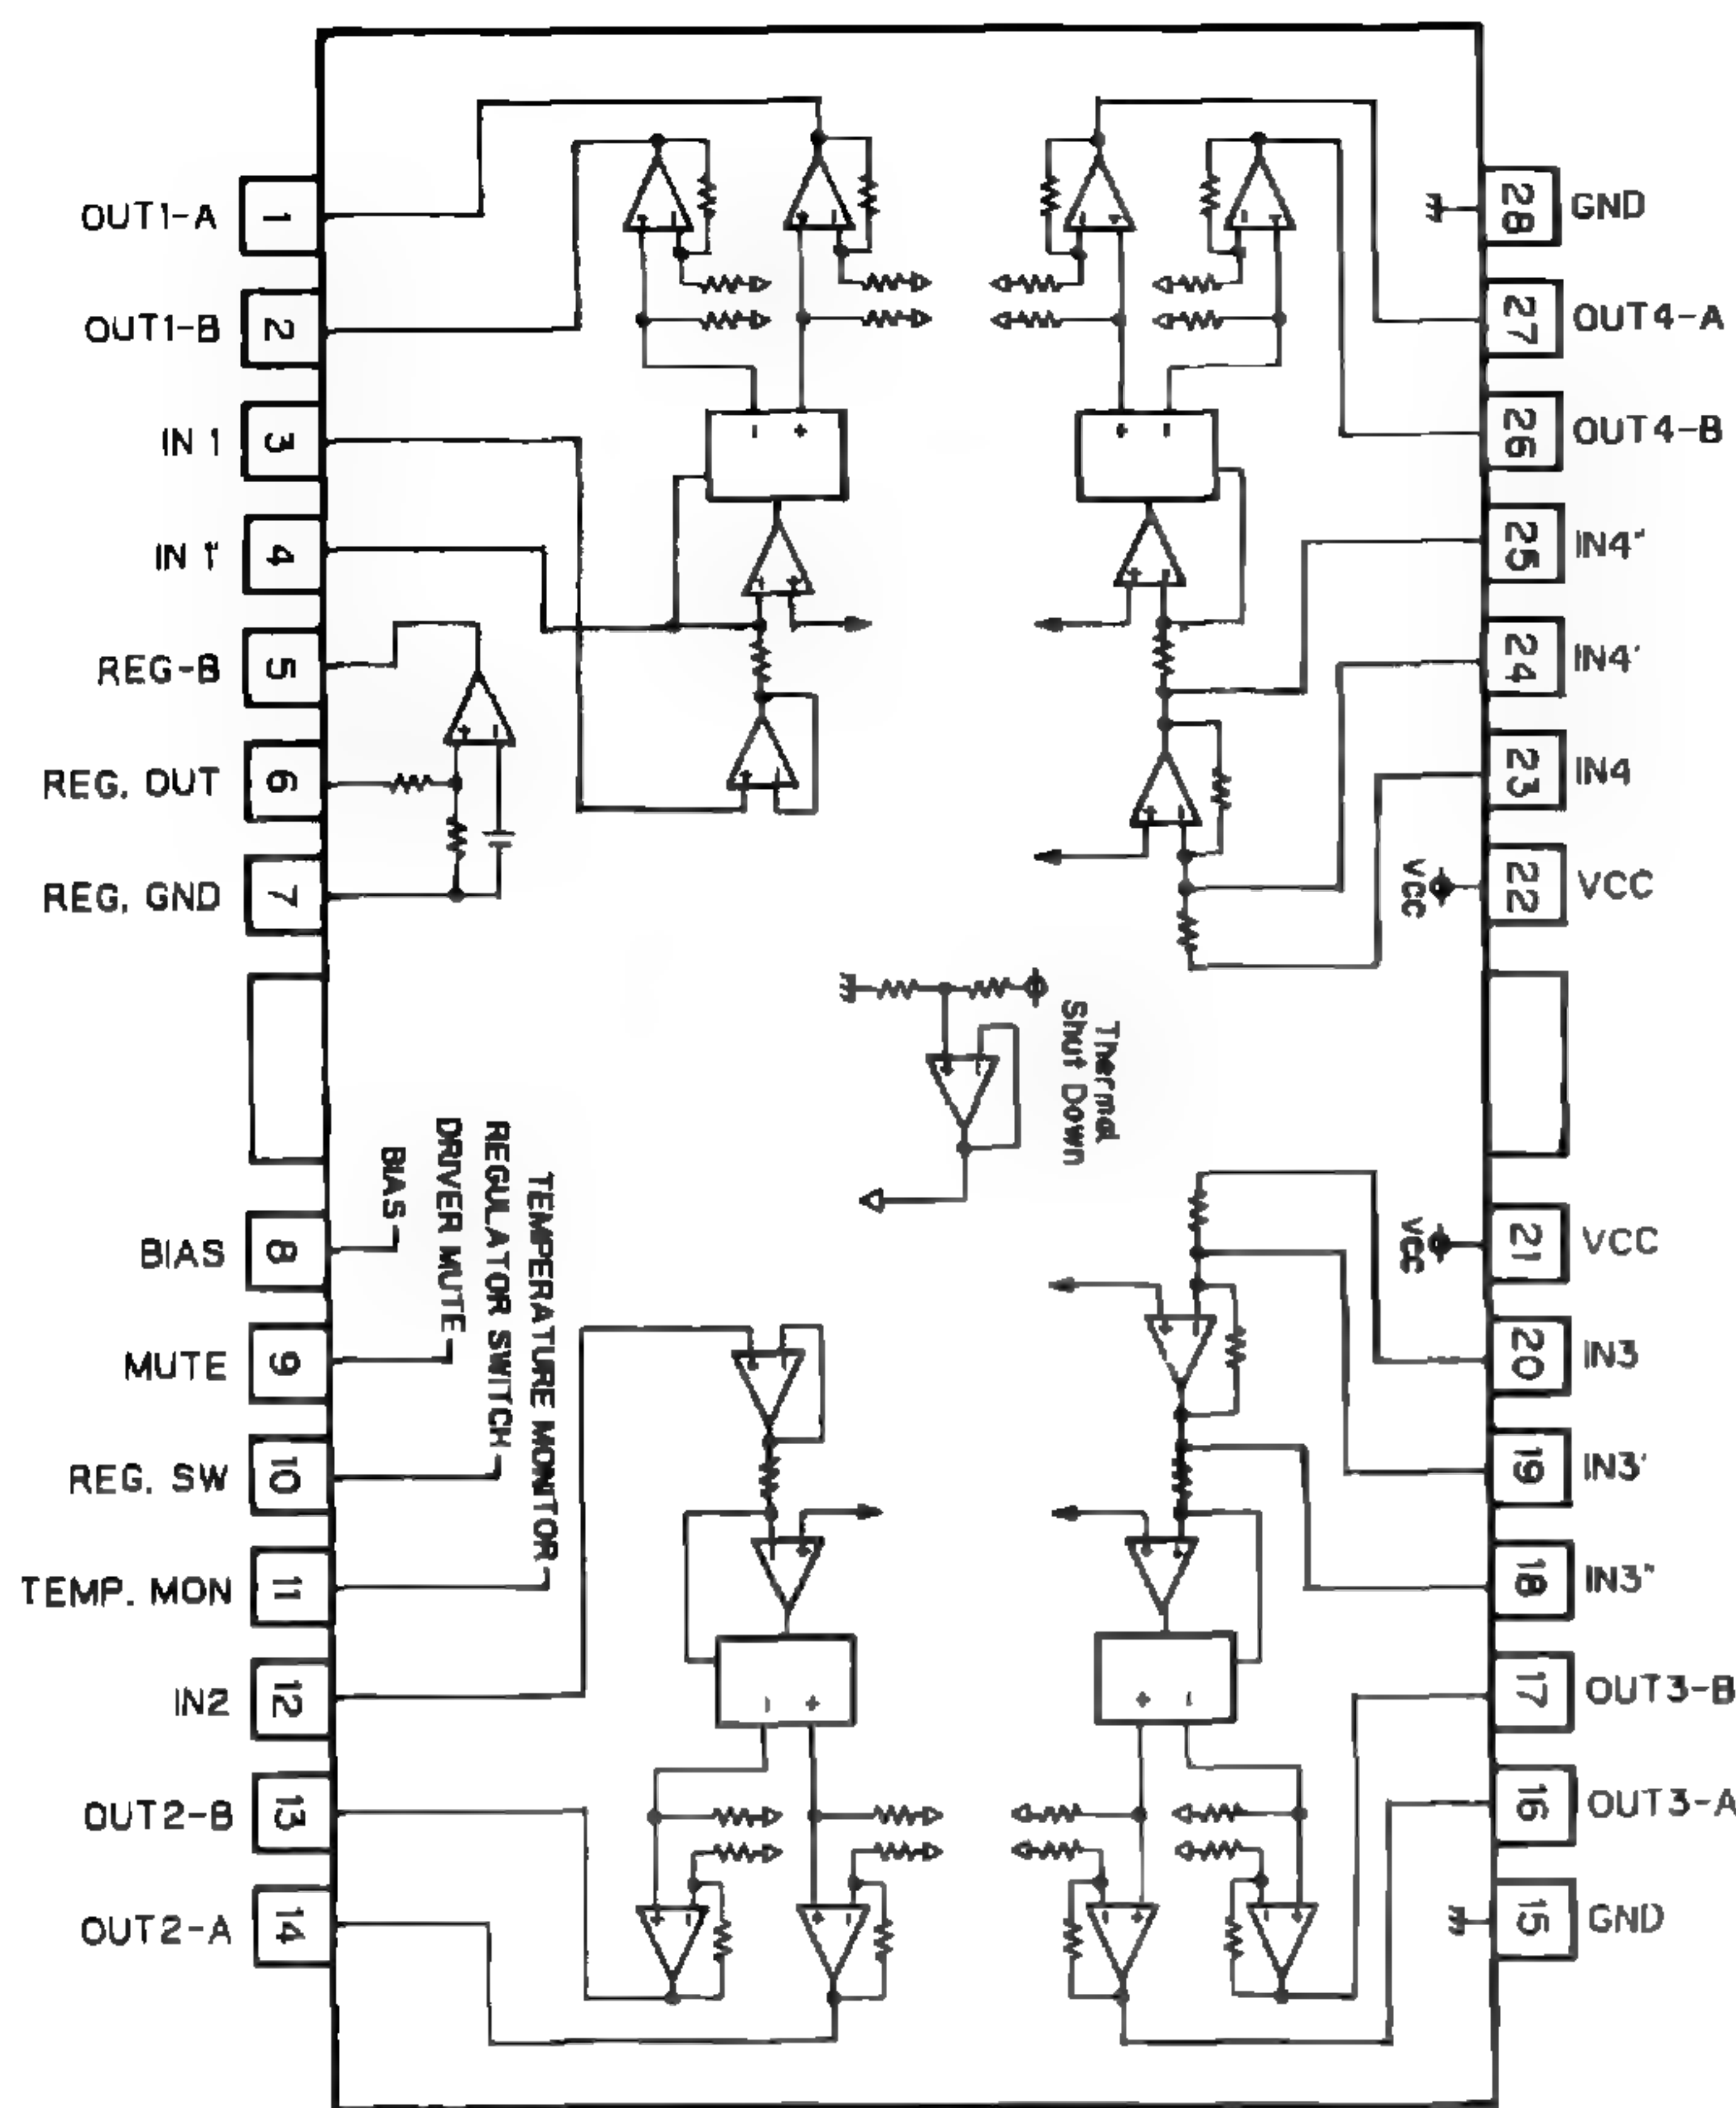 OUT1-A 1
OUT1-B 2
IN 1 3
IN 1' 4
REG-B 5
REG. OUT 6
REG. GND 7
BIAS 8
MUTE 9
REG. SW 10
TEMP. MON 11
IN2 12
OUT2-B 13
OUT2-A 14
BIAS
DRIVER MUTE
REGULATOR SWITCH
TEMPERATURE MONITOR
Thermal
Shut Down
28 GND
27 OUT4-A
26 OUT4-B
25 IN4"
24 IN4'
23 IN4
VCC 22 VCC
VCC 21 VCC
20 IN3
19 IN3'
18 IN3"
17 OUT3-B
16 OUT3-A
15 GND